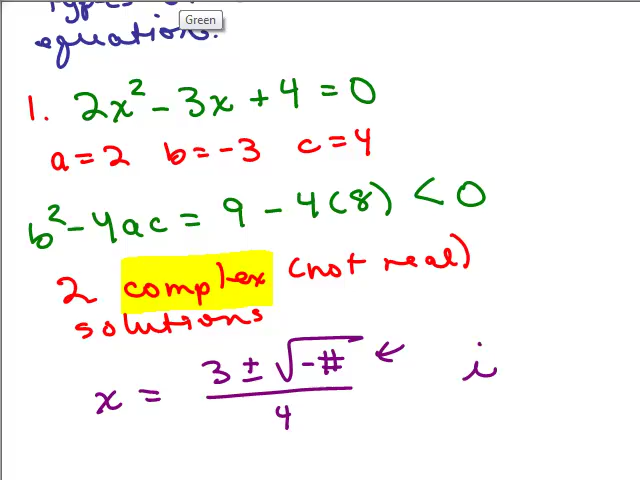 Types
Green
equations.
1. 2x² - 3x + 4 = 0
a = 2 b = -3 c = 4
b² - 4ac = 9 - 4(8) < 0
2 complex (not real)
solutions
x = (3 ± √(-#))/4 ← i